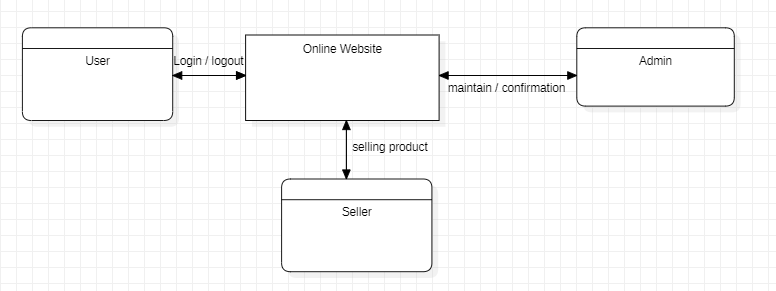 User
Login / logout
Online Website
maintain / confirmation
Admin
selling product
Seller